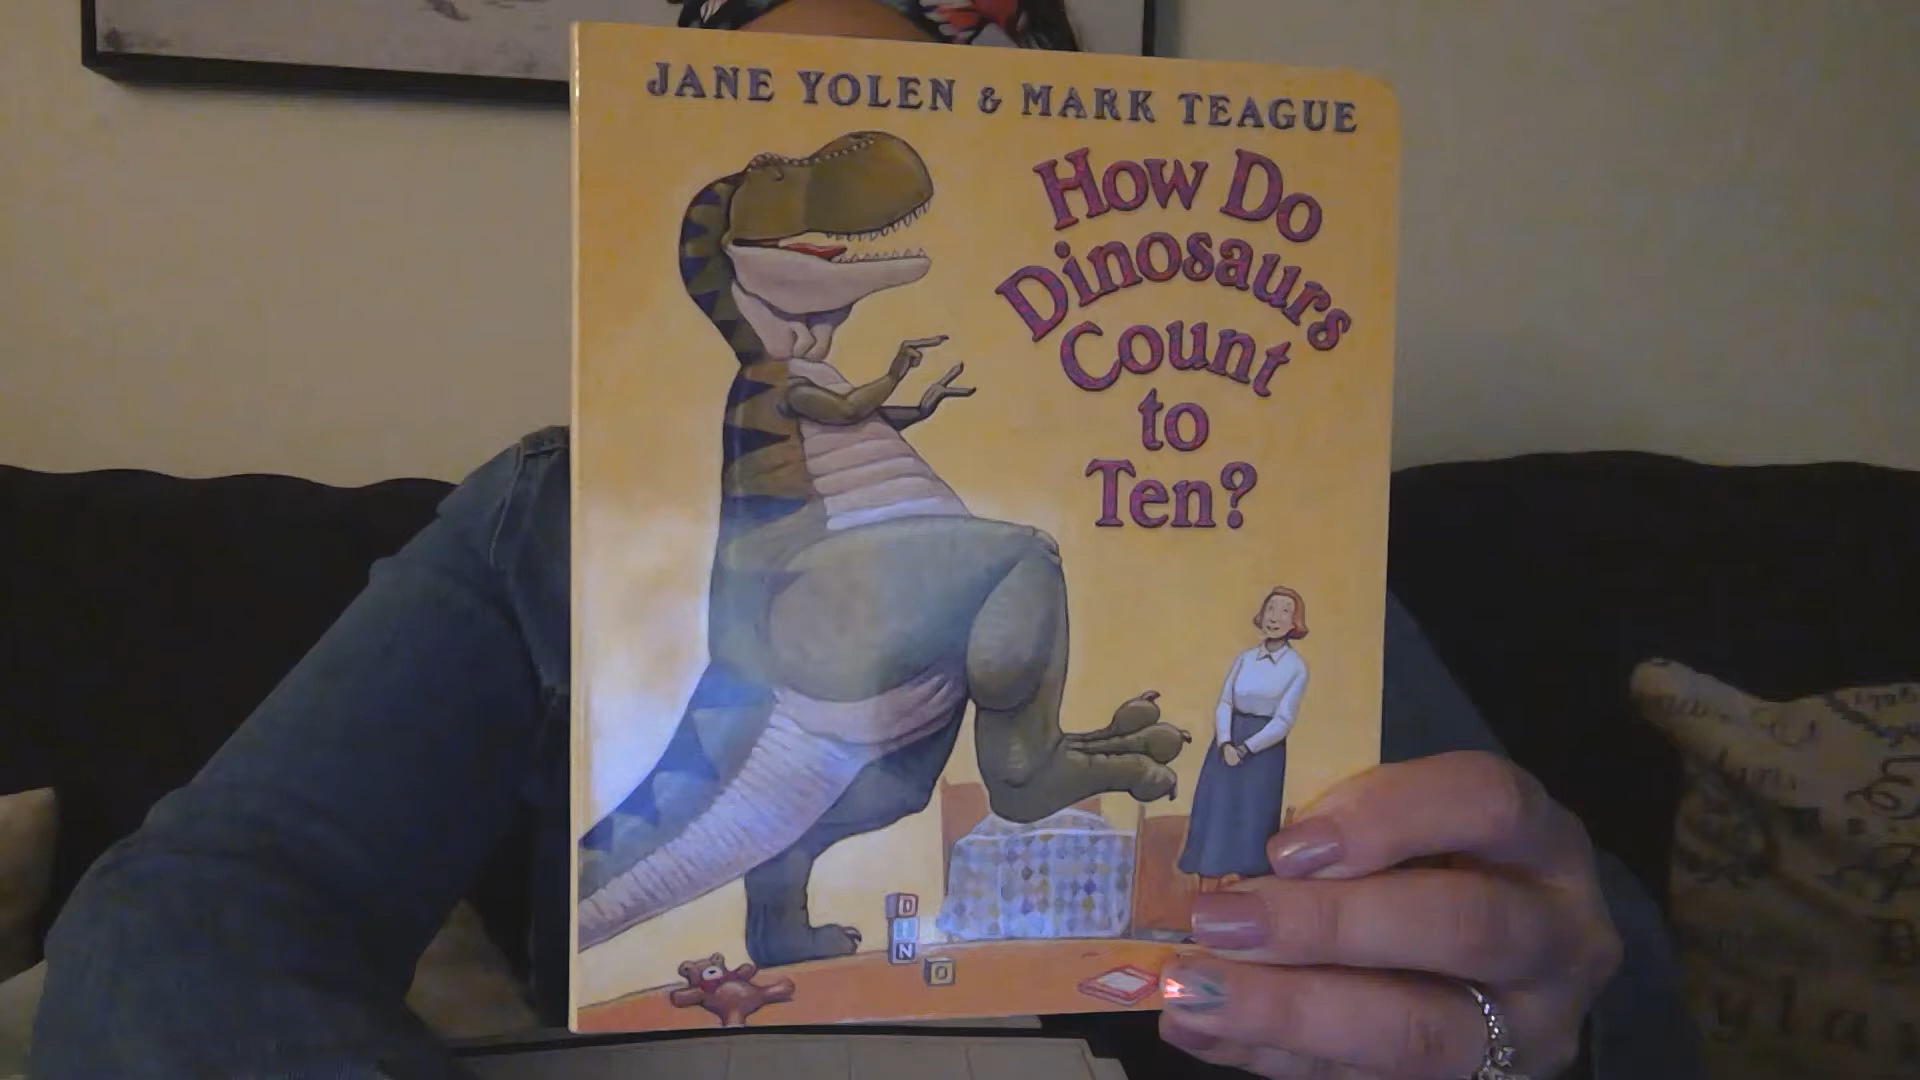 JANE YOLEN & MARK TEAGUE
How Do
Dinosaurs
Count
to
Ten?
D
I
N
O